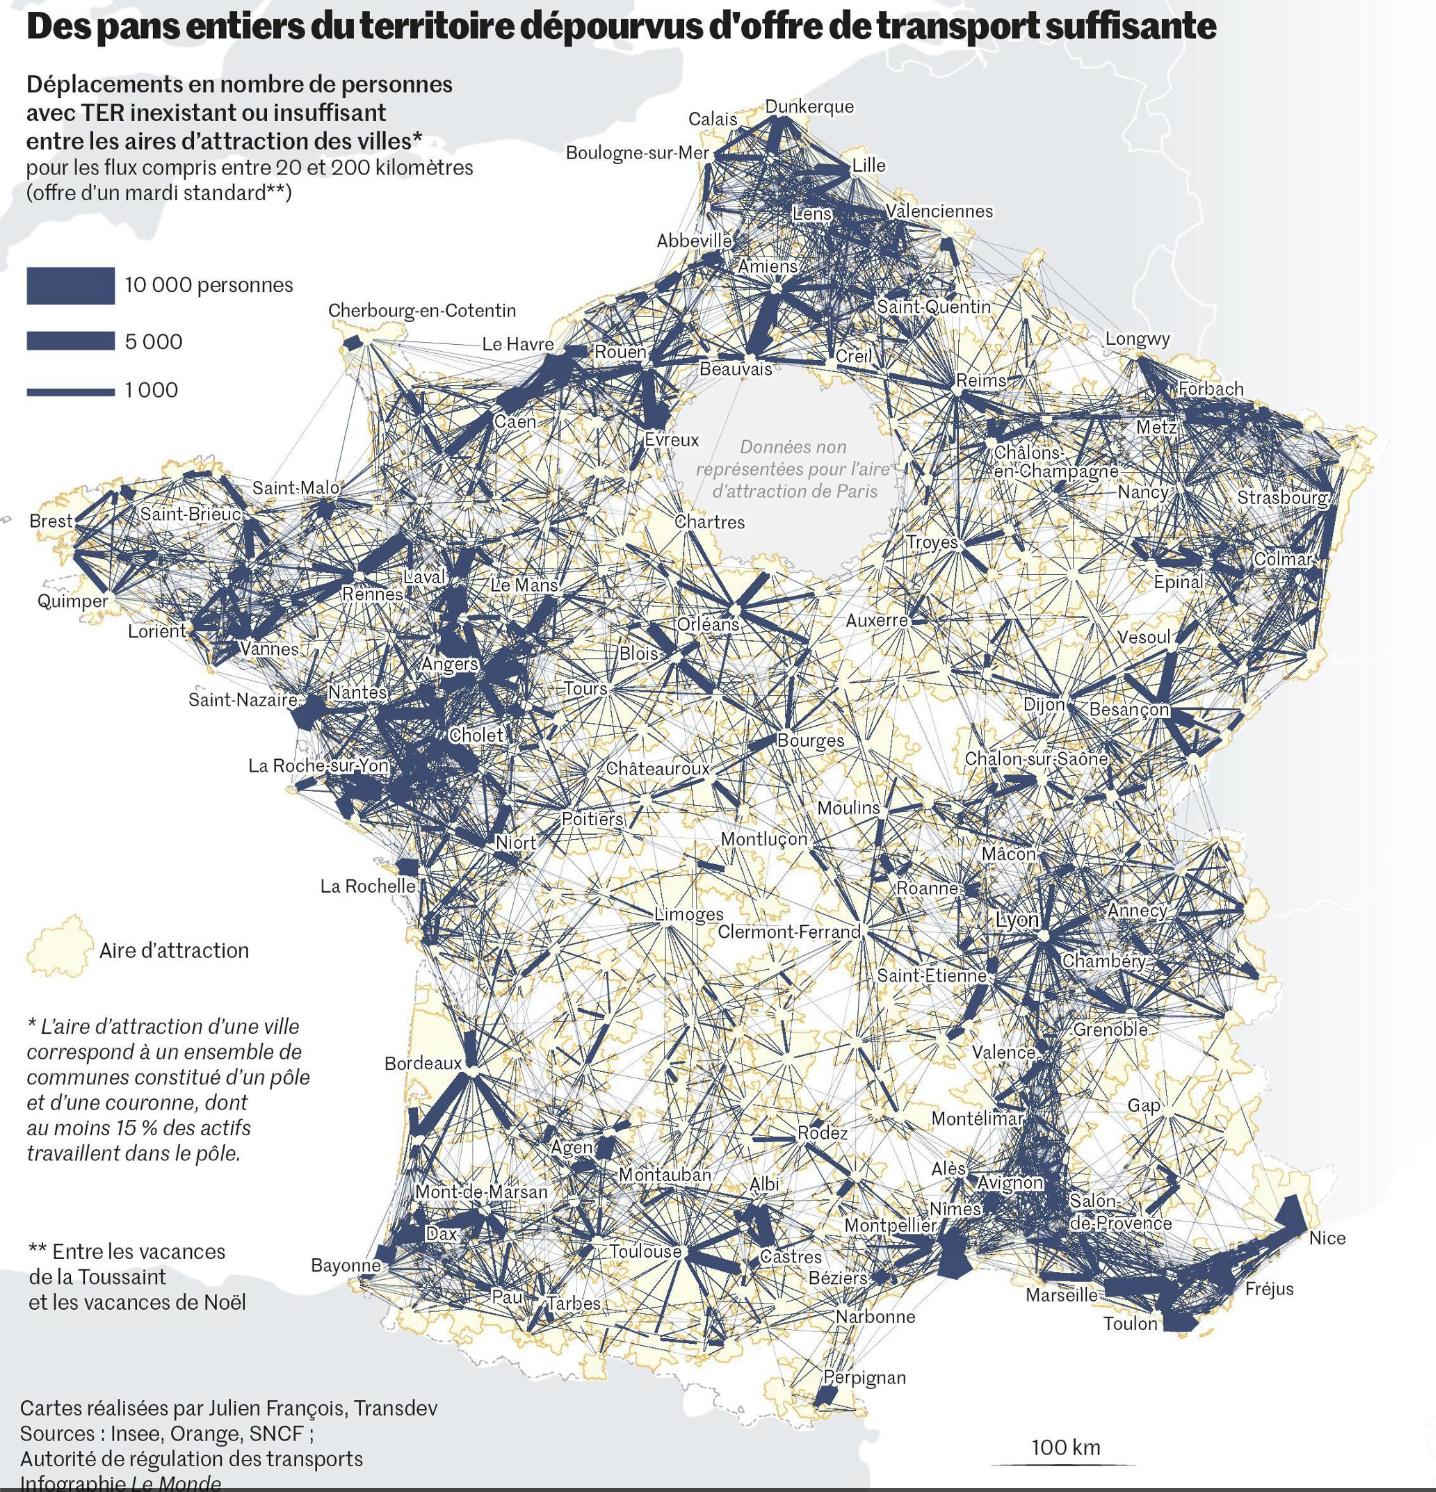 Des pans entiers du territoire dépourvus d'offre de transport suffisante
Déplacements en nombre de personnes
avec TER inexistant ou insuffisant
entre les aires d'attraction des villes*
pour les flux compris entre 20 et 200 kilomètres
(offre d'un mardi standard**)
10 000 personnes
5 000
1 000
Dunkerque
Calais
Boulogne-sur-Mer
Lille
Lens
Valenciennes
Abbeville
Amiens
Saint-Quentin
Cherbourg-en-Cotentin
Le Havre
Rouen
Beauvais
Creil
Longwy
Reims
Forbach
Caen
Evreux
Metz
Données non
représentées pour l'aire
d'attraction de Paris
Châlons-
en-Champagne
Nancy
Strasbourg
Saint-Malo
Brest
Saint-Brieuc
Chartres
Troyes
Colmar
Epinal
Laval
Le Mans
Rennes
Quimper
Lorient
Orléans
Auxerre
Vannes
Blois
Vesoul
Angers
Saint-Nazaire
Nantes
Tours
Dijon
Besançon
Cholet
Bourges
La Roche-sur-Yon
Châteauroux
Chalon-sur-Saône
Moulins
Poitiers
Montluçon
Niort
Mâcon
La Rochelle
Roanne
Limoges
Lyon
Annecy
Clermont-Ferrand
Chambéry
Saint-Etienne
Aire d'attraction
Grenoble
Valence
Bordeaux
* L'aire d'attraction d'une ville
correspond à un ensemble de
communes constitué d'un pôle
et d'une couronne, dont
au moins 15 % des actifs
travaillent dans le pôle.
Gap
Montélimar
Rodez
Agen
Montauban
Alès
Albi
Avignon
Mont-de-Marsan
Salon-
de-Provence
Nîmes
Montpellier
Dax
Toulouse
Castres
Nice
Bayonne
Béziers
** Entre les vacances
de la Toussaint
et les vacances de Noël
Pau
Tarbes
Marseille
Fréjus
Narbonne
Toulon
Perpignan
Cartes réalisées par Julien François, Transdev
Sources : Insee, Orange, SNCF ;
Autorité de régulation des transports
Infographie Le Monde
100 km